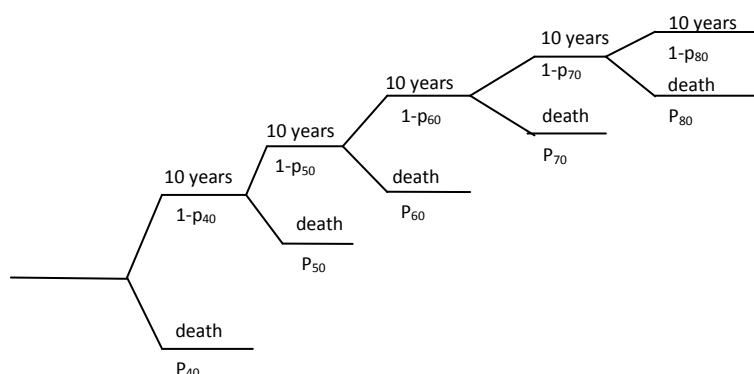 10 years
1-p80
10 years
1-p70
death
P80
10 years
1-p60
death
P70
10 years
1-p50
death
P60
10 years
1-p40
death
P50
death
P40